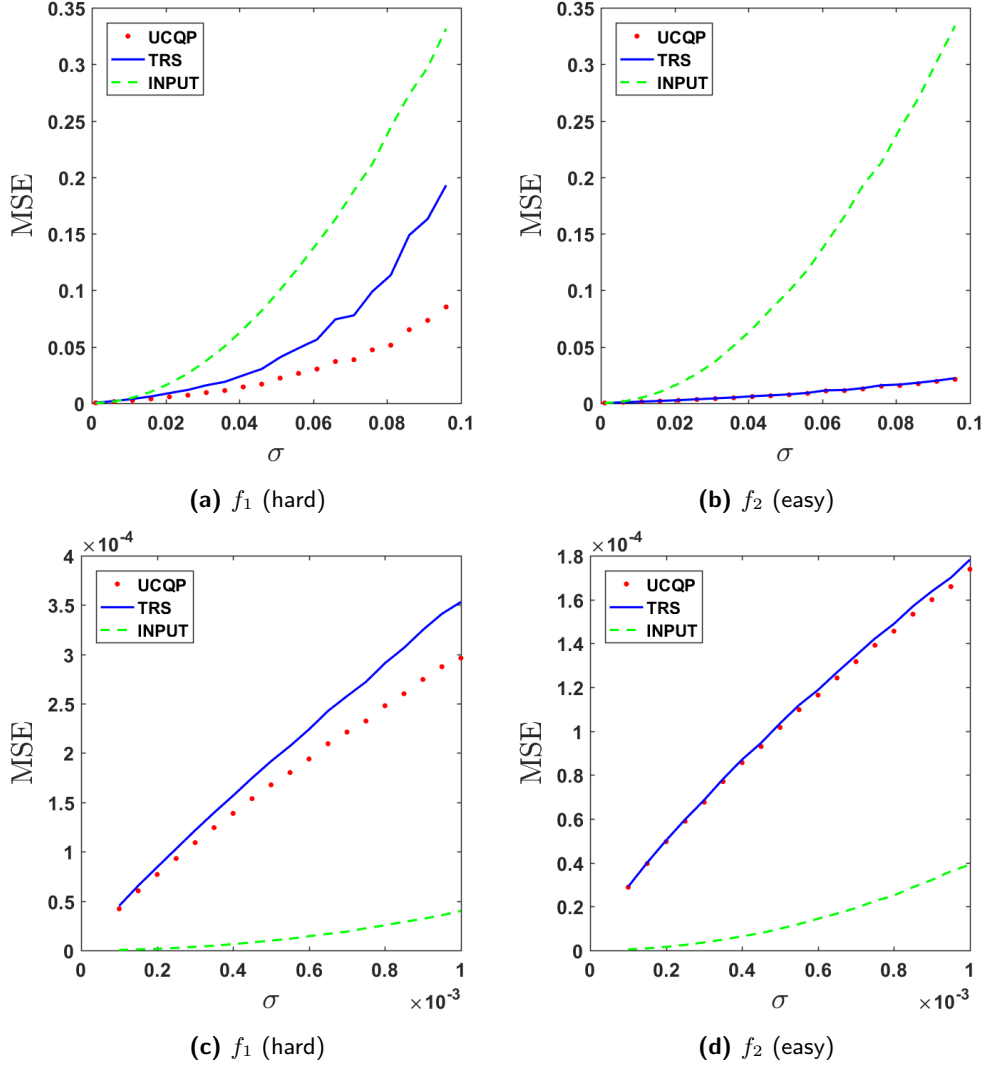 0.35
0.3
0.25
0.2
0.15
0.1
0.05
0
MSE
UCQP
TRS
INPUT
0 0.02 0.04 0.06 0.08 0.1
σ
(a) f₁ (hard)
0.35
0.3
0.25
0.2
0.15
0.1
0.05
0
MSE
UCQP
TRS
INPUT
0 0.02 0.04 0.06 0.08 0.1
σ
(b) f₂ (easy)
×10⁻⁴
4
3.5
3
2.5
2
1.5
1
0.5
0
MSE
UCQP
TRS
INPUT
0 0.2 0.4 0.6 0.8 1
σ
×10⁻³
(c) f₁ (hard)
×10⁻⁴
1.8
1.6
1.4
1.2
1
0.8
0.6
0.4
0.2
0
MSE
UCQP
TRS
INPUT
0 0.2 0.4 0.6 0.8 1
σ
×10⁻³
(d) f₂ (easy)